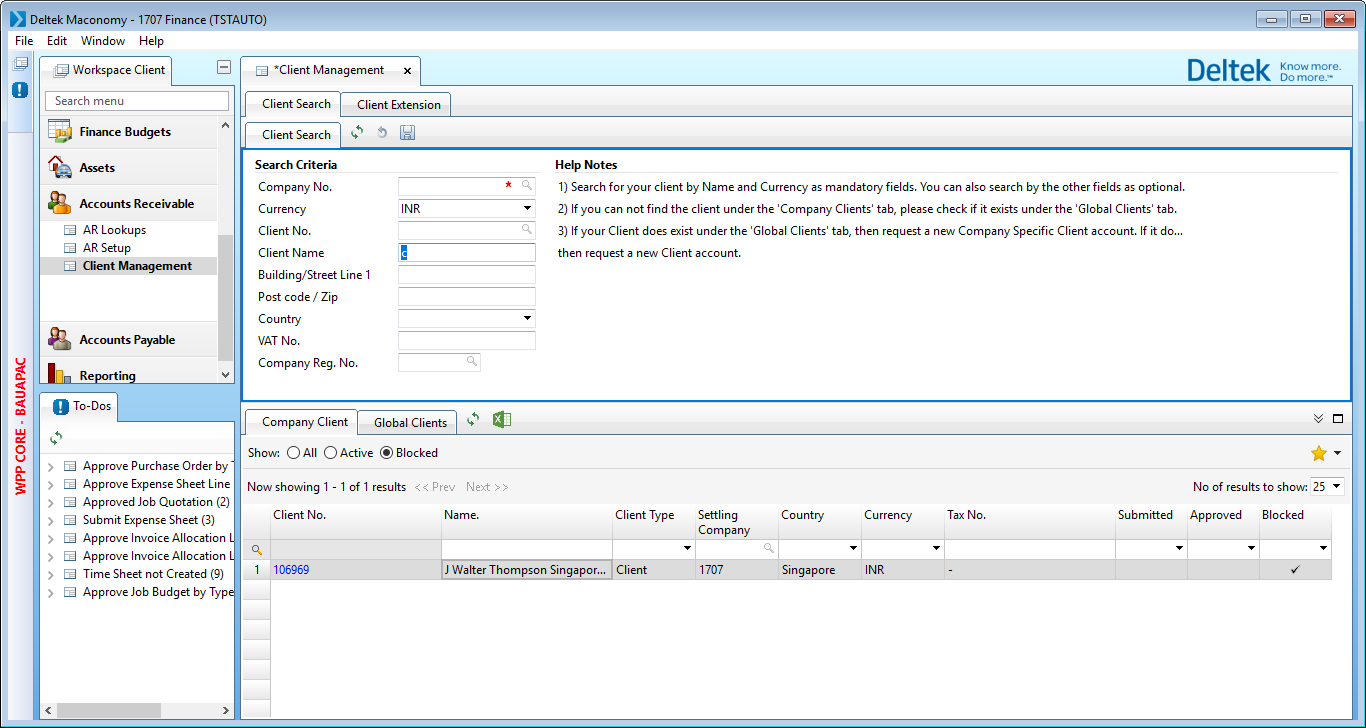 Deltek Maconomy - 1707 Finance (TSTAUTO)
File Edit Window Help
Workspace Client
Search menu
Finance Budgets
Assets
Accounts Receivable
AR Lookups
AR Setup
Client Management
Accounts Payable
Reporting
WPP CORE - BAUAPAC
To-Dos
Approve Purchase Order by T
Approve Expense Sheet Line
Approved Job Quotation (2)
Submit Expense Sheet (3)
Approve Invoice Allocation L
Approve Invoice Allocation L
Time Sheet not Created (9)
Approve Job Budget by Type
*Client Management
Deltek Know more.
Do more.™
Client Search Client Extension
Client Search
Search Criteria
Company No. *
Currency INR
Client No.
Client Name c
Building/Street Line 1
Post code / Zip
Country
VAT No.
Company Reg. No.
Help Notes
1) Search for your client by Name and Currency as mandatory fields. You can also search by the other fields as optional.
2) If you can not find the client under the 'Company Clients' tab, please check if it exists under the 'Global Clients' tab.
3) If your Client does exist under the 'Global Clients' tab, then request a new Company Specific Client account. If it do...
then request a new Client account.
Company Client Global Clients
Show: All Active Blocked
Now showing 1 - 1 of 1 results << Prev Next >> No of results to show: 25
Client No. Name. Client Type Settling Company Country Currency Tax No. Submitted Approved Blocked
1 106969 J Walter Thompson Singapor... Client 1707 Singapore INR - ✓